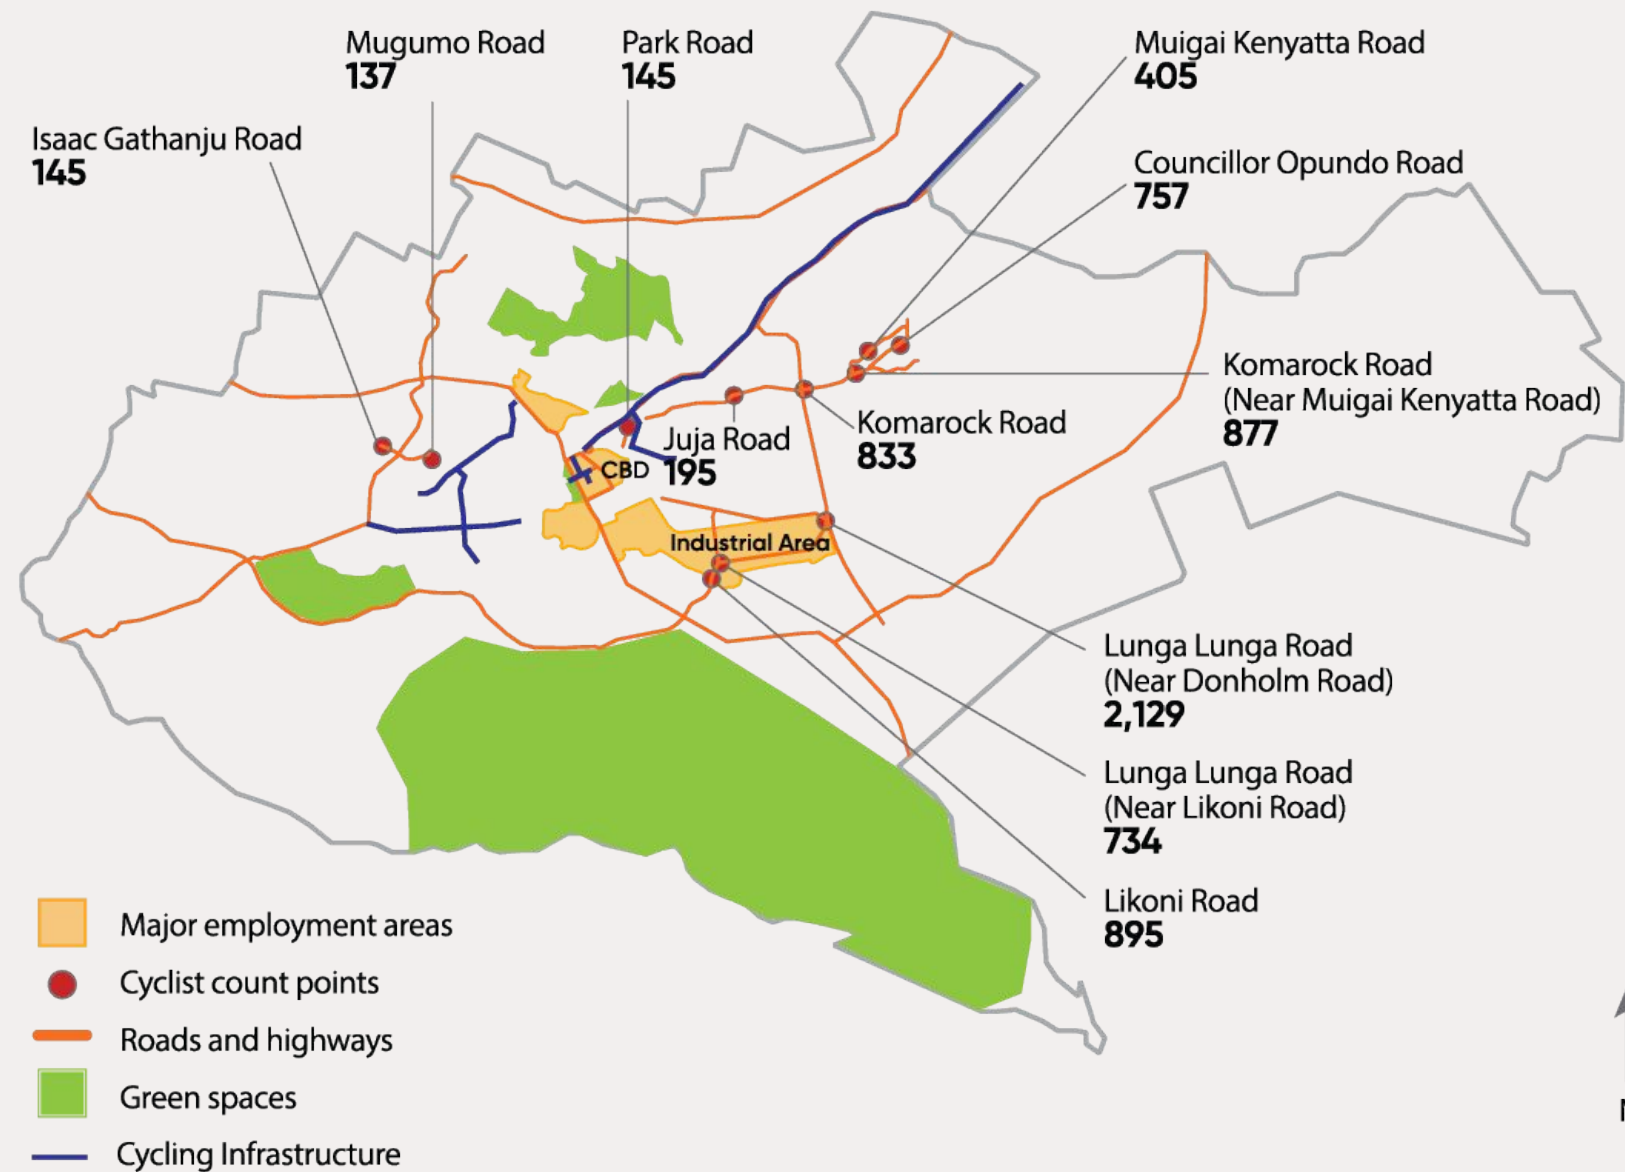 Mugumo Road
137
Park Road
145
Muigai Kenyatta Road
405
Isaac Gathanju Road
145
Councillor Opundo Road
757
Komarock Road
(Near Muigai Kenyatta Road)
877
Komarock Road
833
Juja Road
195
CBD
Industrial Area
Lunga Lunga Road
(Near Donholm Road)
2,129
Lunga Lunga Road
(Near Likoni Road)
734
Likoni Road
895
Major employment areas
Cyclist count points
Roads and highways
Green spaces
Cycling Infrastructure